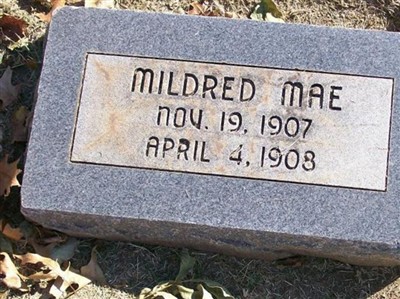 MILDRED MAE
NOV. 19, 1907
APRIL 4, 1908